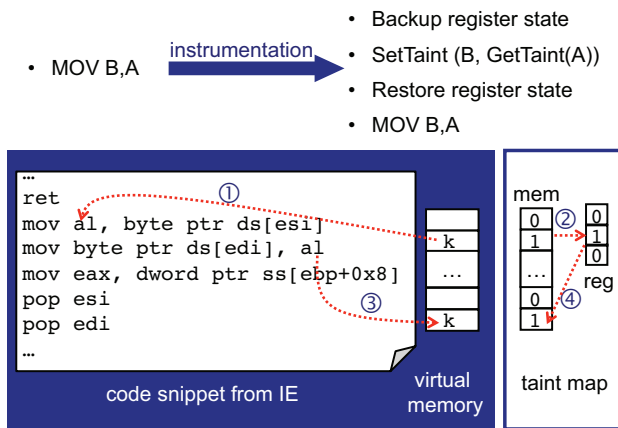 • Backup register state
instrumentation
• MOV B,A
• SetTaint (B, GetTaint(A))
• Restore register state
• MOV B,A
…
ret
mov al, byte ptr ds[esi]
mov byte ptr ds[edi], al
mov eax, dword ptr ss[ebp+0x8]
pop esi
pop edi
…
①
③
k
...
k
code snippet from IE
virtual
memory
mem
0
1
...
0
1
②
④
0
1
0
reg
taint map